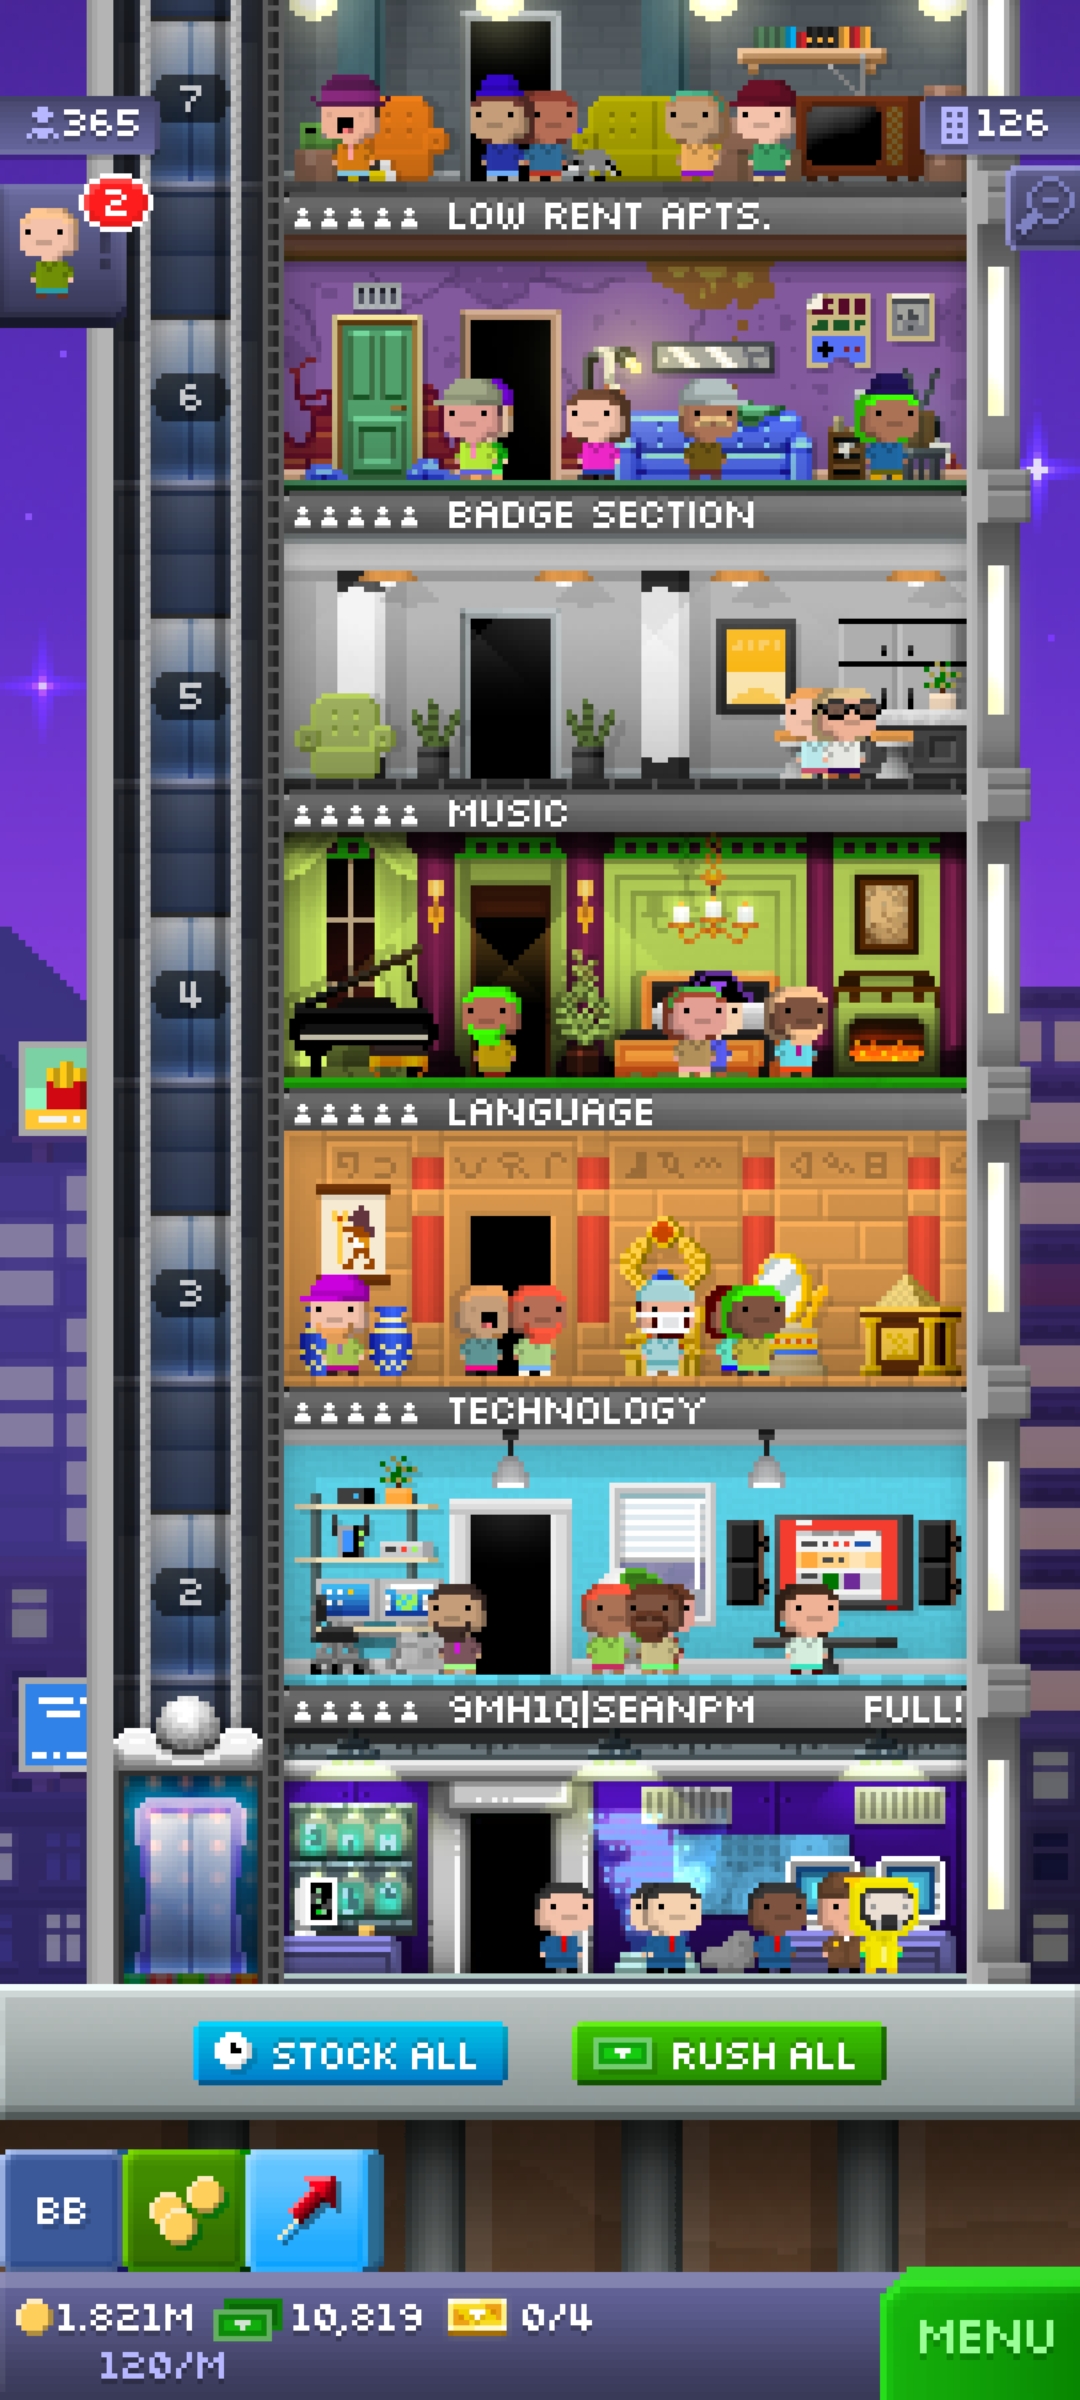 7
365
126
2
LOW RENT APTS.
6
BADGE SECTION
5
MUSIC
4
LANGUAGE
3
TECHNOLOGY
2
9MH1Q|SEANPM FULL!
STOCK ALL
RUSH ALL
BB
1.821M 10,819 0/4
120/M
MENU